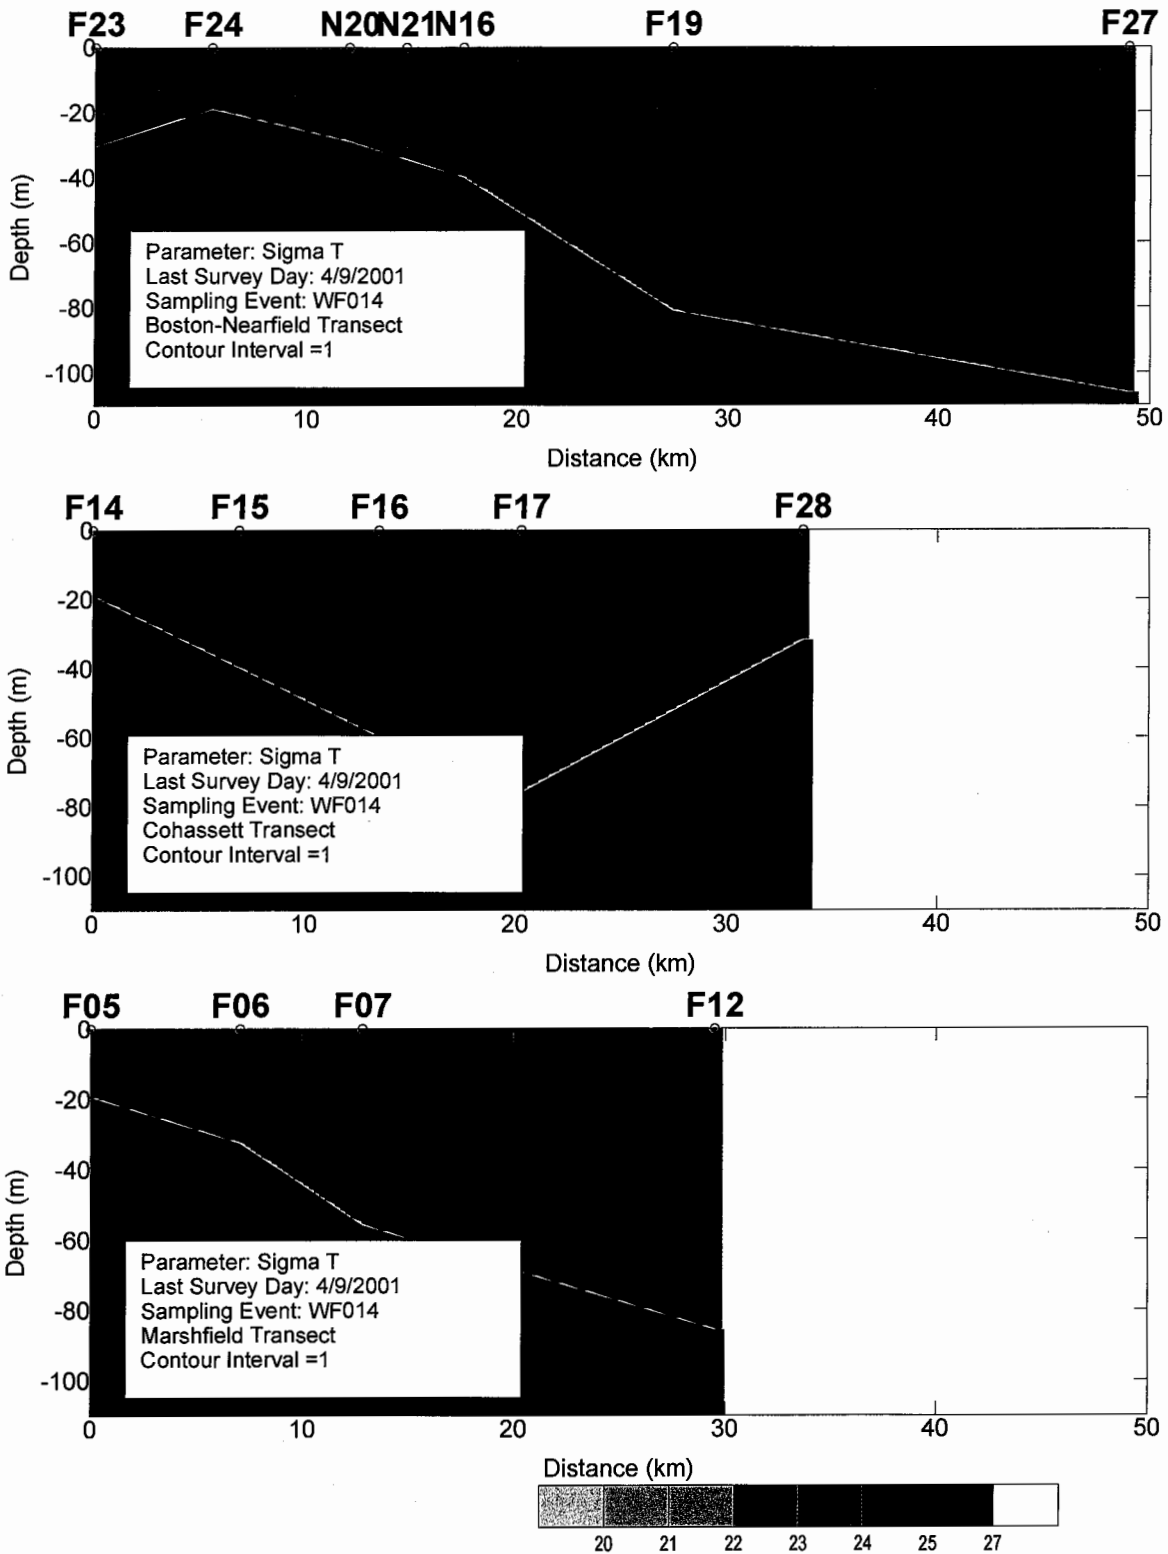 F23 F24 N20 N21 N16 F19 F27
0
-20
-40
-60
-80
-100
Depth (m)
Parameter: Sigma T
Last Survey Day: 4/9/2001
Sampling Event: WF014
Boston-Nearfield Transect
Contour Interval =1
0 10 20 30 40 50
Distance (km)
F14 F15 F16 F17 F28
0
-20
-40
-60
-80
-100
Depth (m)
Parameter: Sigma T
Last Survey Day: 4/9/2001
Sampling Event: WF014
Cohassett Transect
Contour Interval =1
0 10 20 30 40 50
Distance (km)
F05 F06 F07 F12
0
-20
-40
-60
-80
-100
Depth (m)
Parameter: Sigma T
Last Survey Day: 4/9/2001
Sampling Event: WF014
Marshfield Transect
Contour Interval =1
0 10 20 30 40 50
Distance (km)
20 21 22 23 24 25 27